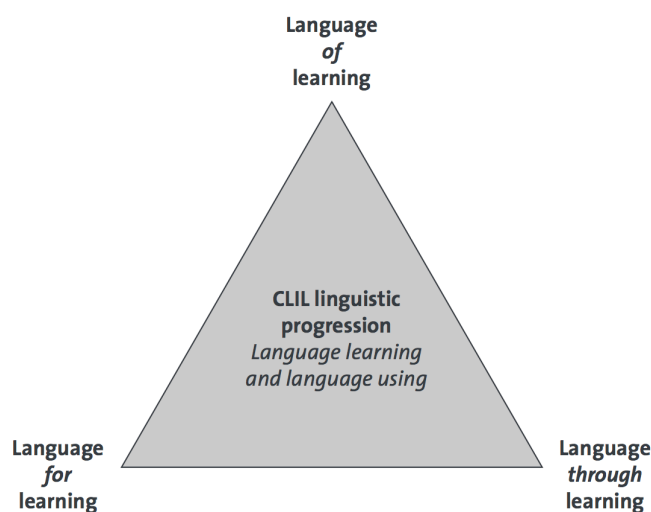 Language
of
learning
CLIL linguistic
progression
Language learning
and language using
Language
for
learning
Language
through
learning